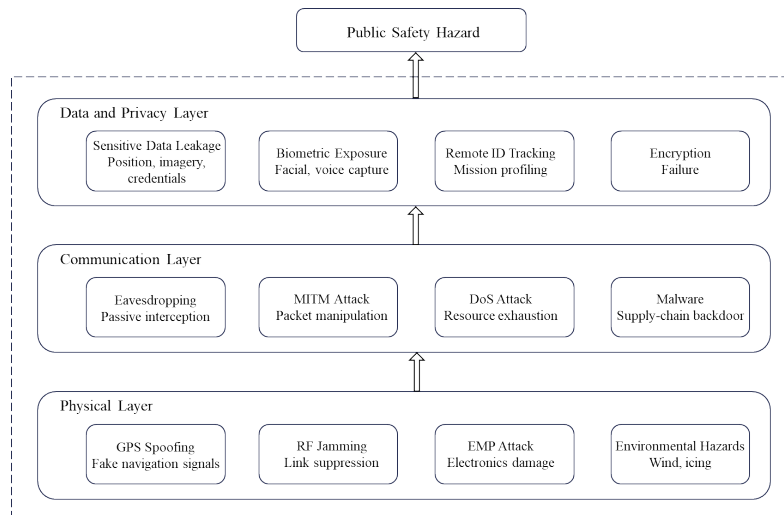 Public Safety Hazard
Data and Privacy Layer
Sensitive Data Leakage
Position, imagery,
credentials
Biometric Exposure
Facial, voice capture
Remote ID Tracking
Mission profiling
Encryption
Failure
Communication Layer
Eavesdropping
Passive interception
MITM Attack
Packet manipulation
DoS Attack
Resource exhaustion
Malware
Supply-chain backdoor
Physical Layer
GPS Spoofing
Fake navigation signals
RF Jamming
Link suppression
EMP Attack
Electronics damage
Environmental Hazards
Wind, icing